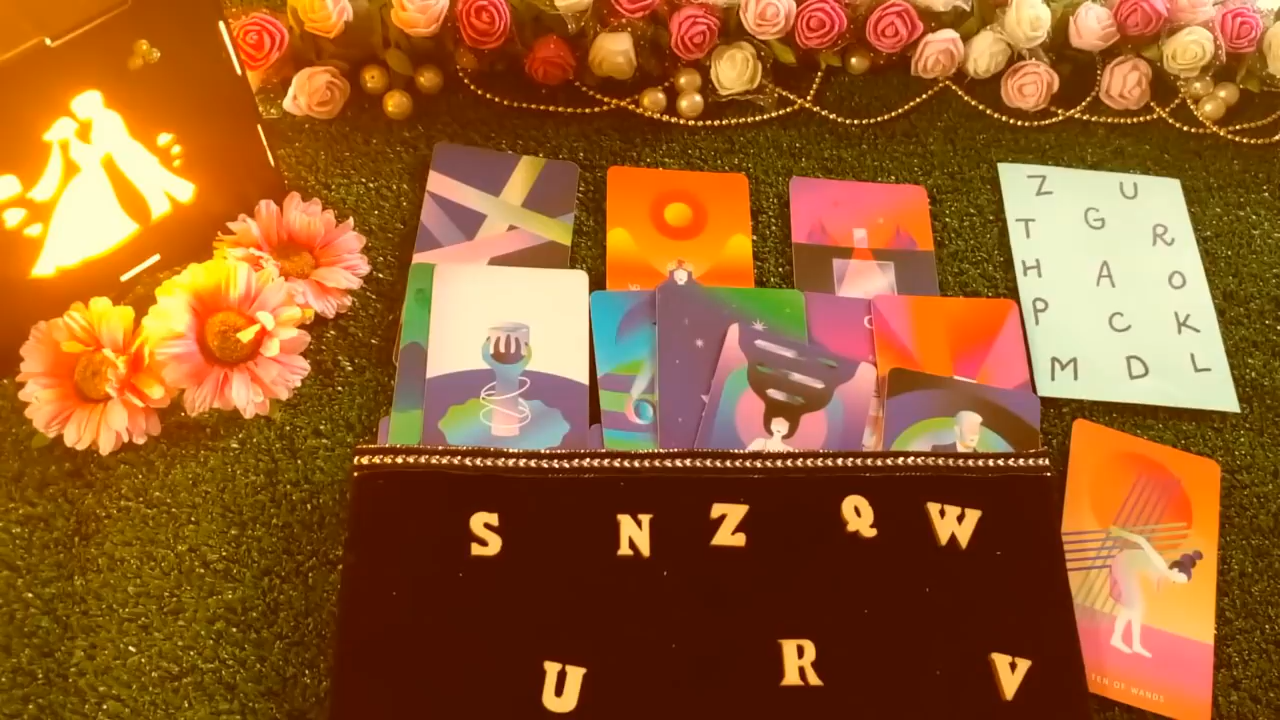 Z U
T G R
H A O
P C K
M D L
S N Z Q W
U R V
TEN OF WANDS